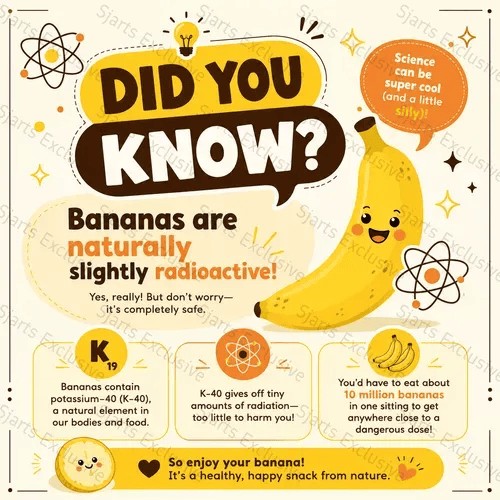 DID YOU
KNOW?
Science
can be
super cool
(and a little
silly)!
Bananas are
naturally
slightly radioactive!
Yes, really! But don't worry—
it's completely safe.
K
19
Bananas contain
potassium-40 (K-40),
a natural element in
our bodies and food.
K-40 gives off tiny
amounts of radiation—
too little to harm you!
You'd have to eat about
10 million bananas
in one sitting to get
anywhere close to a
dangerous dose!
So enjoy your banana!
It's a healthy, happy snack from nature.
Sjarts Exclusive